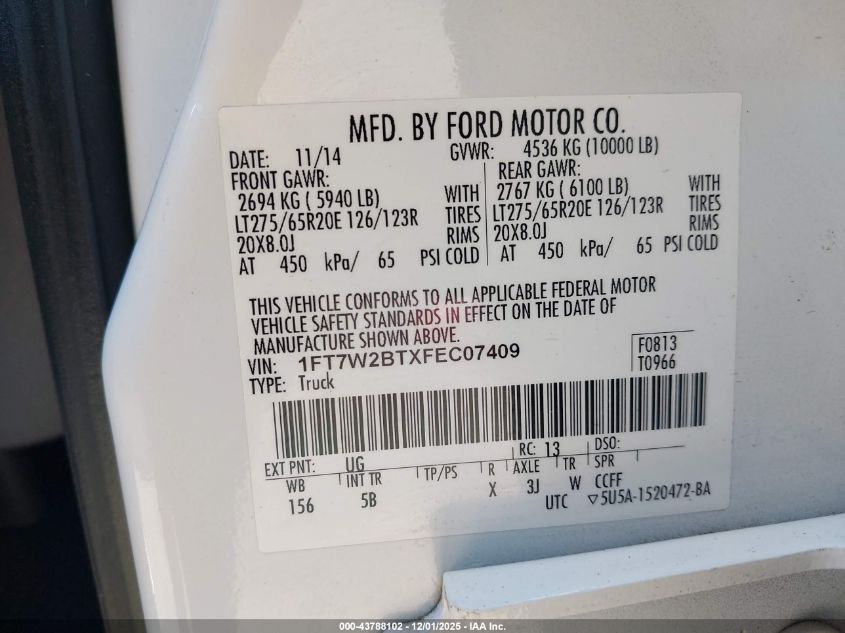 MFD. BY FORD MOTOR CO.
DATE: 11/14 GVWR: 4536 KG (10000 LB)
FRONT GAWR: REAR GAWR:
2694 KG ( 5940 LB) WITH 2767 KG ( 6100 LB) WITH
LT275/65R20E 126/123R TIRES LT275/65R20E 126/123R TIRES
20X8.0J RIMS 20X8.0J RIMS
AT 450 kPa/ 65 PSI COLD AT 450 kPa/ 65 PSI COLD
THIS VEHICLE CONFORMS TO ALL APPLICABLE FEDERAL MOTOR
VEHICLE SAFETY STANDARDS IN EFFECT ON THE DATE OF
MANUFACTURE SHOWN ABOVE.
VIN: 1FT7W2BTXFEC07409 F0813
TYPE: Truck T0966
EXT PNT: UG RC: 13 DSO:
WB INT TR TP/PS R AXLE TR SPR
156 5B X 3J W CCFF
UTC ▽5U5A-1520472-BA
000-43788102 • 12/01/2025 • IAA Inc.